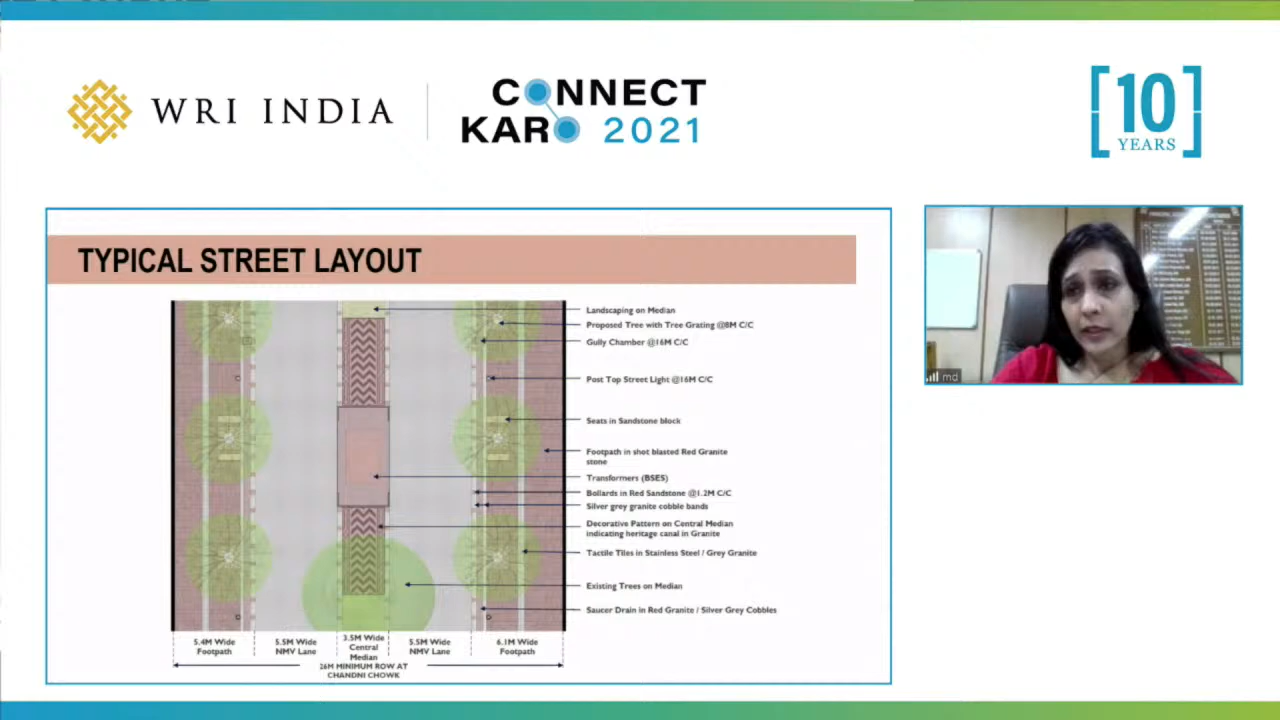 WRI INDIA
CONNECT
KARO 2021
10
YEARS
TYPICAL STREET LAYOUT
Landscaping on Median
Proposed Tree with Tree Grating @8M C/C
Gully Chamber @16M C/C
Post Top Street Light @16M C/C
Seats in Sandstone block
Footpath in shot blasted Red Granite
stone
Transformers (BSES)
Bollards in Red Sandstone @1.2M C/C
Silver grey granite cobble bands
Decorative Pattern on Central Median
indicating heritage canal in Granite
Tactile Tiles in Stainless Steel / Grey Granite
Existing Trees on Median
Saucer Drain in Red Granite / Silver Grey Cobbles
5.4M Wide
Footpath
5.5M Wide
NMV Lane
3.5M Wide
Central
Median
5.5M Wide
NMV Lane
6.1M Wide
Footpath
26M MINIMUM ROW AT
CHANDNI CHOWK
md